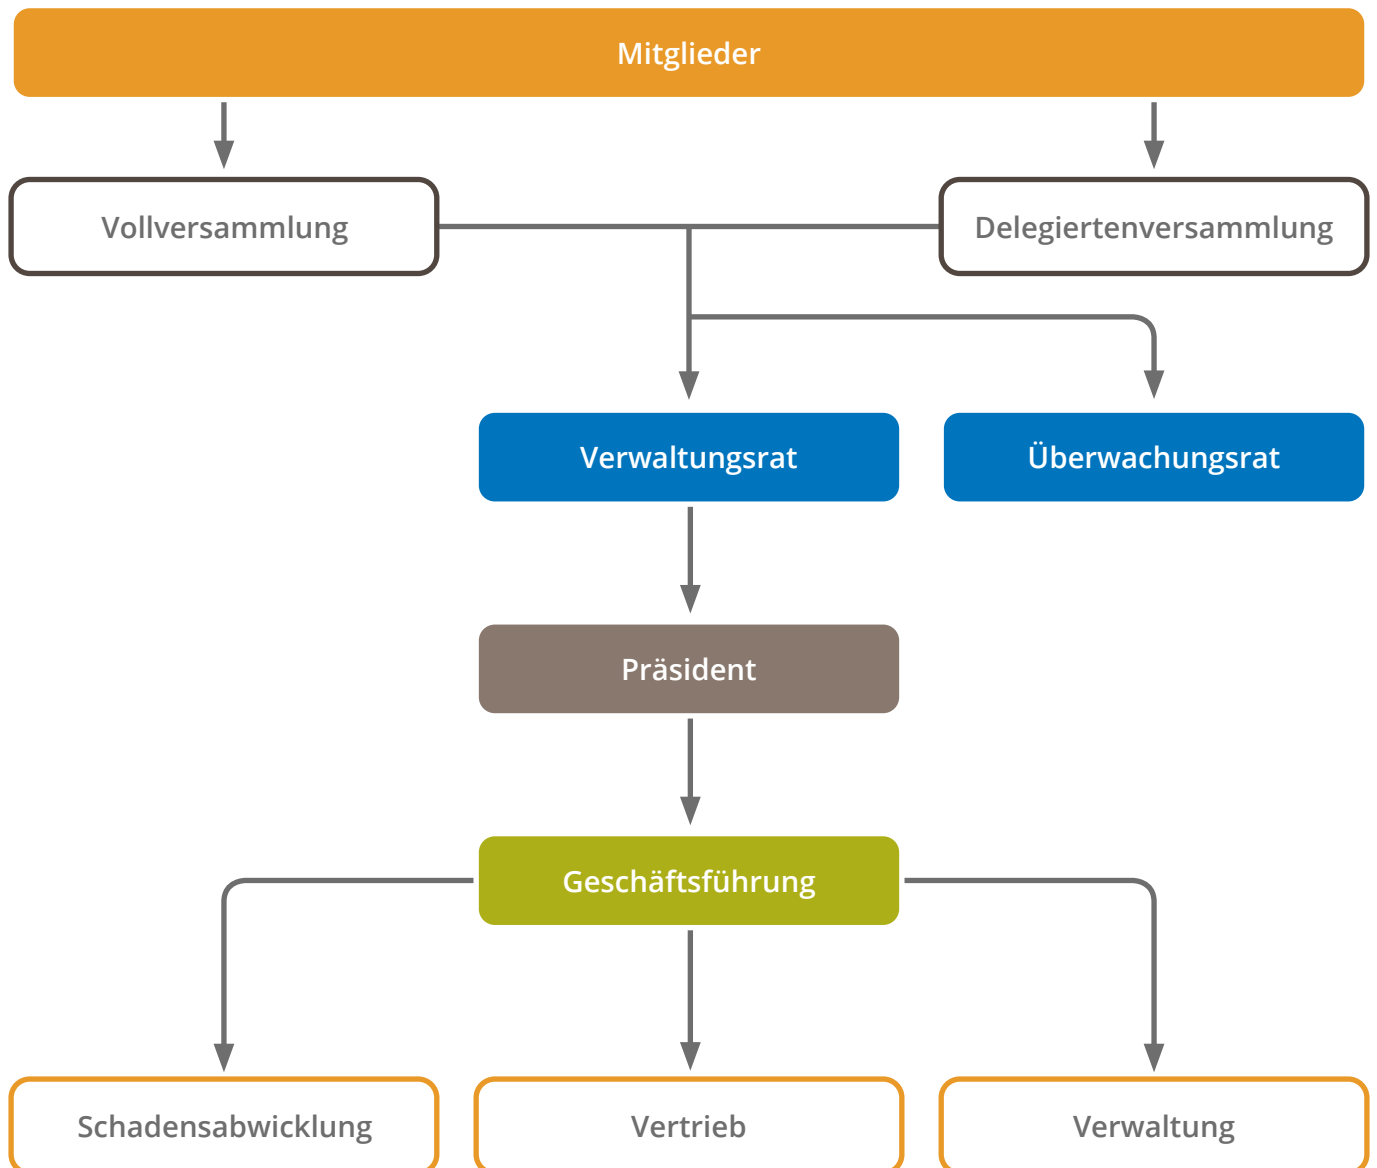 Mitglieder
Vollversammlung
Delegiertenversammlung
Verwaltungsrat
Überwachungsrat
Präsident
Geschäftsführung
Schadensabwicklung
Vertrieb
Verwaltung